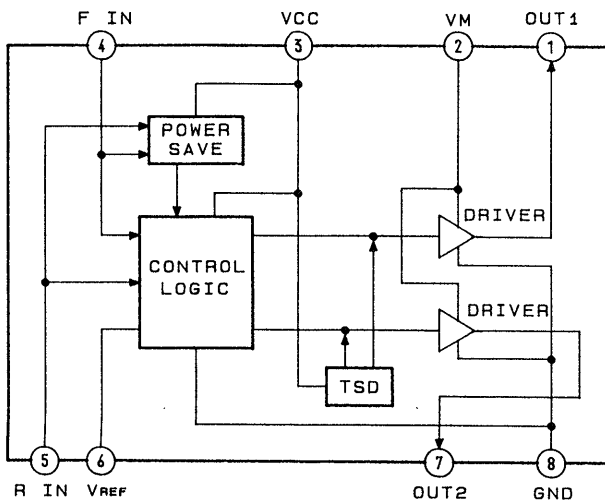 F IN VCC VM OUT1
4 3 2 1
POWER
SAVE
DRIVER
CONTROL
LOGIC
DRIVER
TSD
5 6 7 8
R IN VREF OUT2 GND